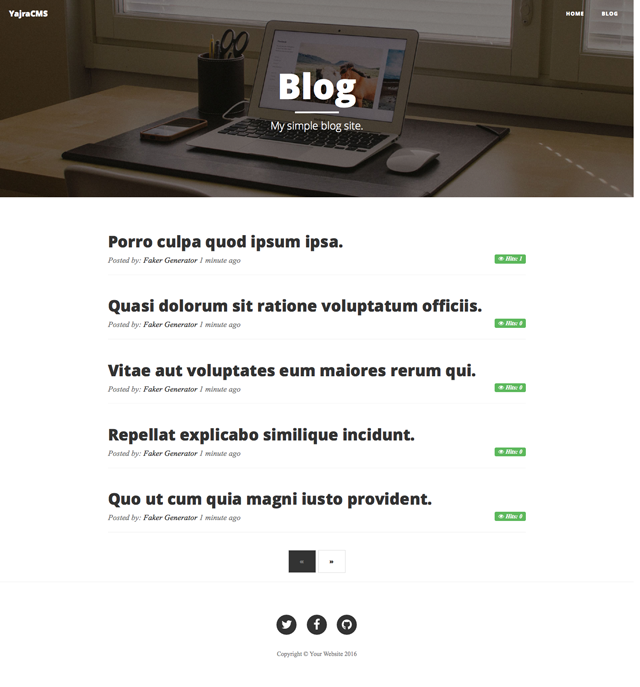 YajraCMS
HOME BLOG
Blog
My simple blog site.
Porro culpa quod ipsum ipsa.
Posted by: Faker Generator 1 minute ago
Hits: 1
Quasi dolorum sit ratione voluptatum officiis.
Posted by: Faker Generator 1 minute ago
Hits: 0
Vitae aut voluptates eum maiores rerum qui.
Posted by: Faker Generator 1 minute ago
Hits: 0
Repellat explicabo similique incidunt.
Posted by: Faker Generator 1 minute ago
Hits: 0
Quo ut cum quia magni iusto provident.
Posted by: Faker Generator 1 minute ago
Hits: 0
« »
Copyright © Your Website 2016